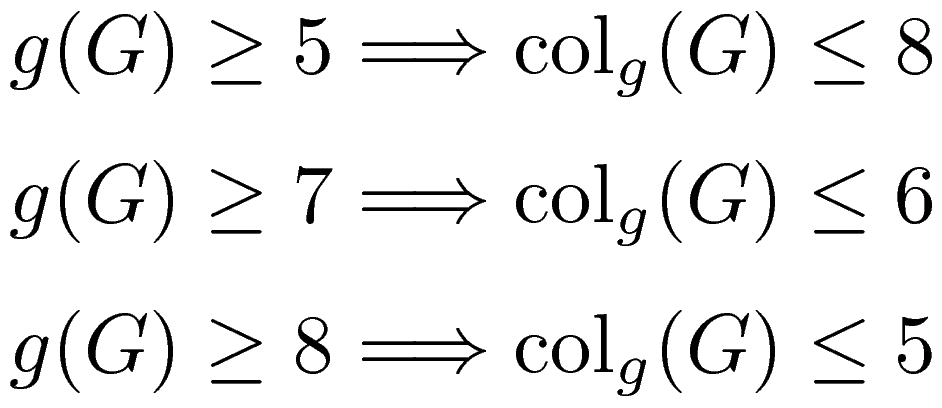 g(G) ≥ 5 ⟹ col_g(G) ≤ 8
g(G) ≥ 7 ⟹ col_g(G) ≤ 6
g(G) ≥ 8 ⟹ col_g(G) ≤ 5